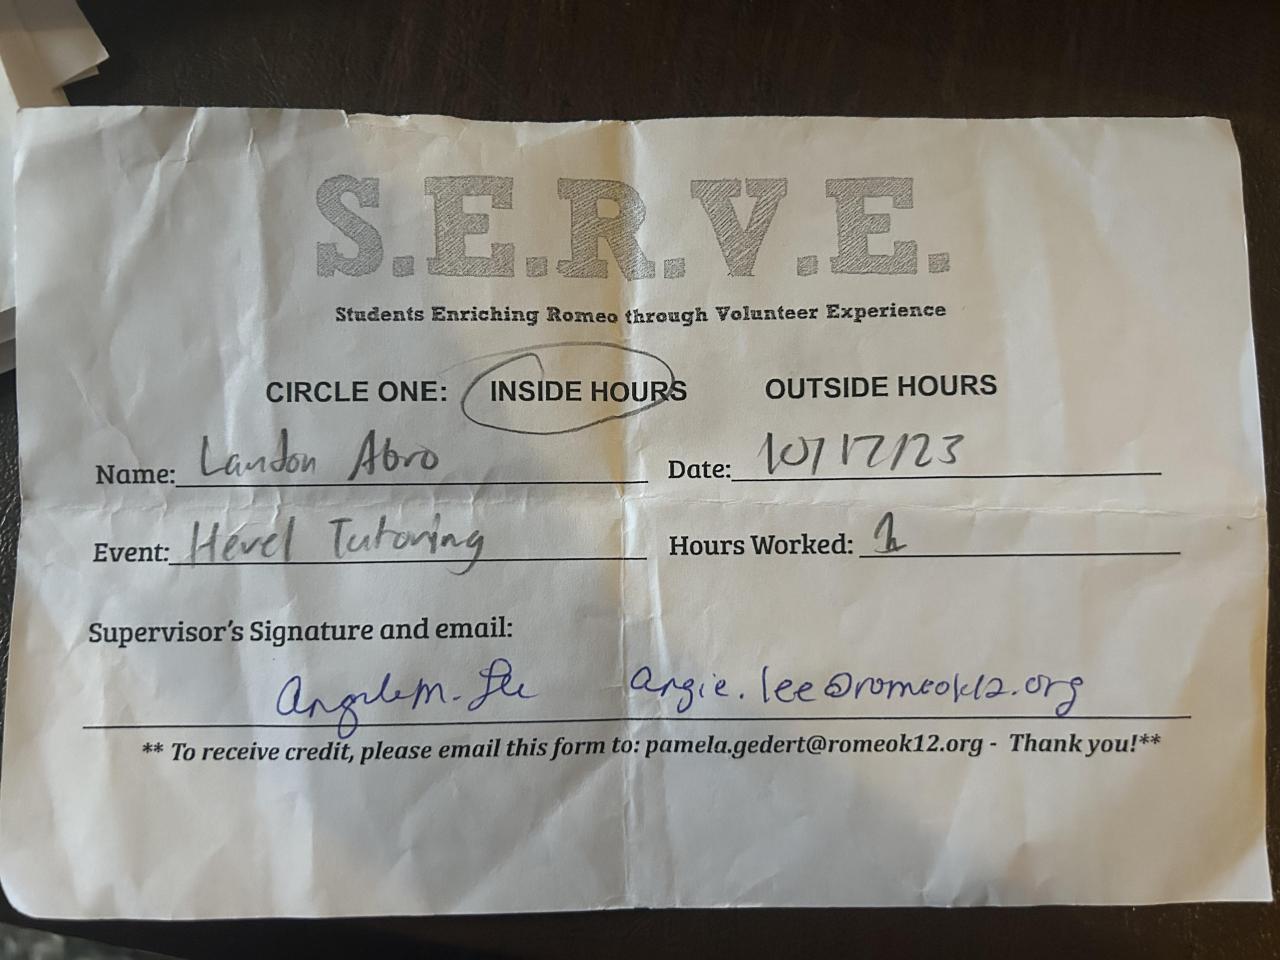 S.E.R.V.E.
Students Enriching Romeo through Volunteer Experience
CIRCLE ONE: INSIDE HOURS OUTSIDE HOURS
Name: Landon Abro Date: 10/17/23
Event: Hevel Tutoring Hours Worked:
Supervisor's Signature and email:
Lee angie.lee@romeok12.org
** To receive credit, please email this form to: pamela.gedert@romeok12.org - Thank you!**